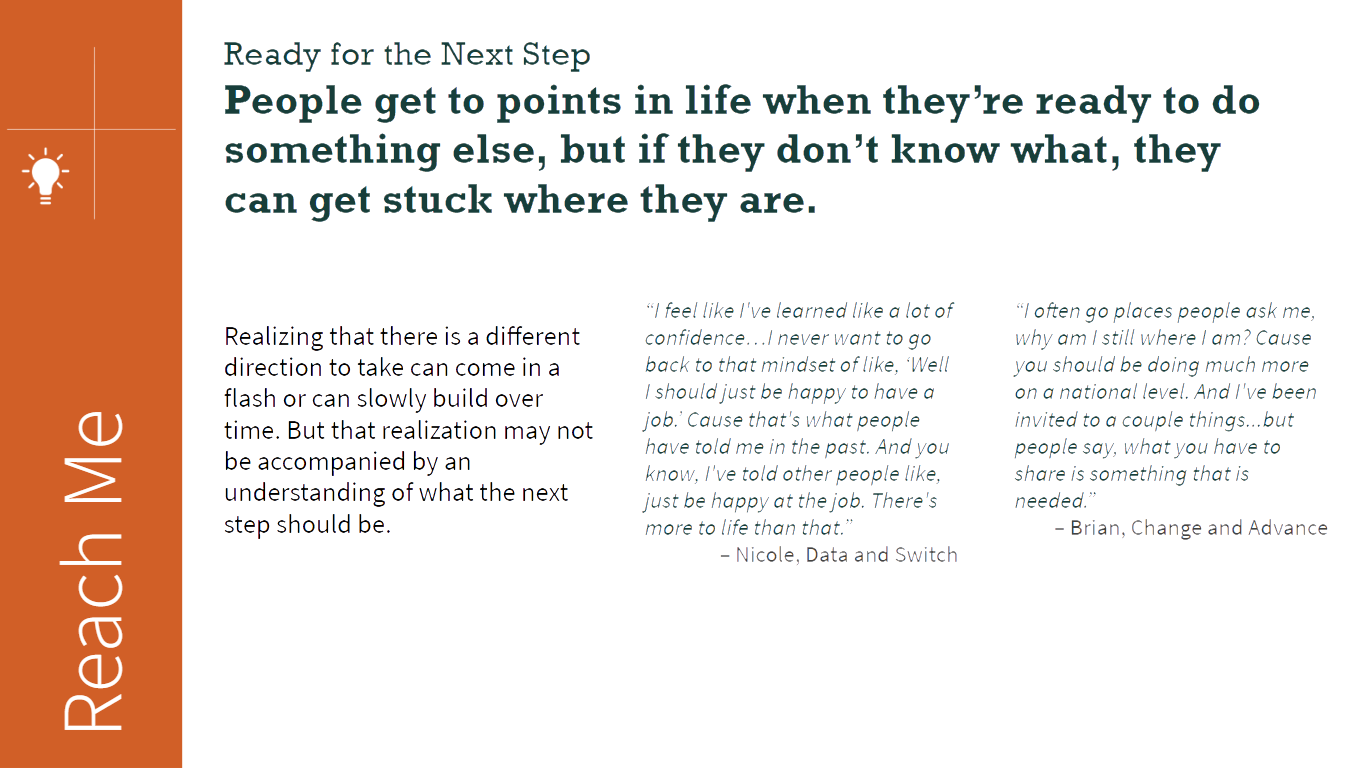 Ready for the Next Step
People get to points in life when they’re ready to do
something else, but if they don’t know what, they
can get stuck where they are.
Realizing that there is a different
direction to take can come in a
flash or can slowly build over
time. But that realization may not
be accompanied by an
understanding of what the next
step should be.
“I feel like I've learned like a lot of
confidence…I never want to go
back to that mindset of like, ‘Well
I should just be happy to have a
job.’ Cause that's what people
have told me in the past. And you
know, I've told other people like,
just be happy at the job. There's
more to life than that.”
– Nicole, Data and Switch
“I often go places people ask me,
why am I still where I am? Cause
you should be doing much more
on a national level. And I've been
invited to a couple things...but
people say, what you have to
share is something that is
needed.”
– Brian, Change and Advance
Reach Me